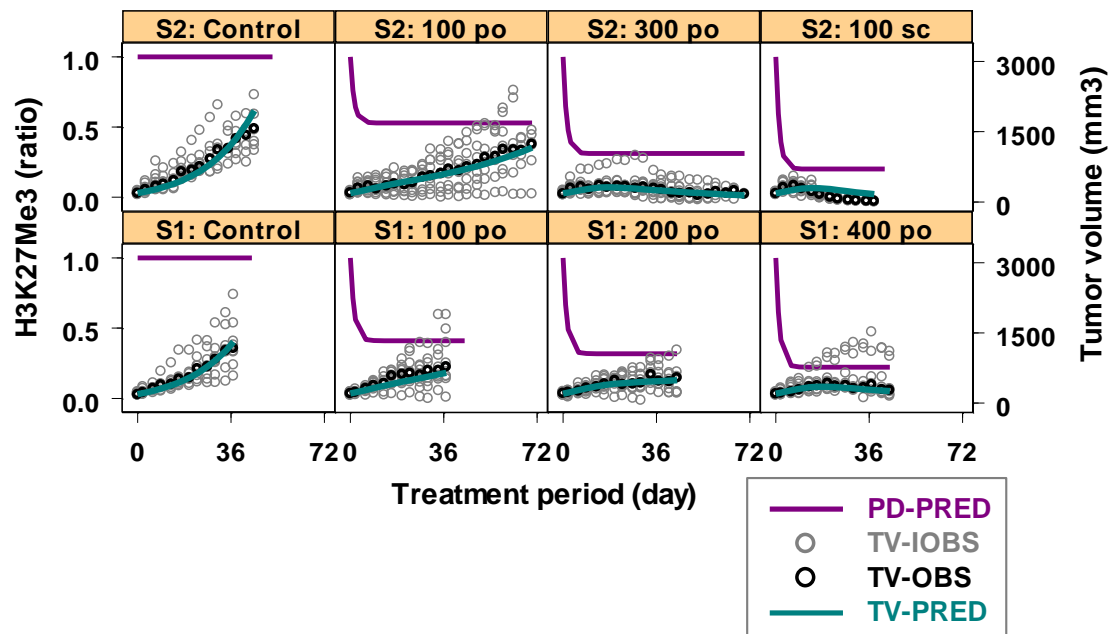 S2: Control S2: 100 po S2: 300 po S2: 100 sc
1.0 3000
0.5 1500
0.0 0
S1: Control S1: 100 po S1: 200 po S1: 400 po
1.0 3000
0.5 1500
0.0 0
H3K27Me3 (ratio)
Tumor volume (mm3)
0 36 72 0 36 72 0 36 72 0 36 72
Treatment period (day)
PD-PRED
TV-IOBS
TV-OBS
TV-PRED